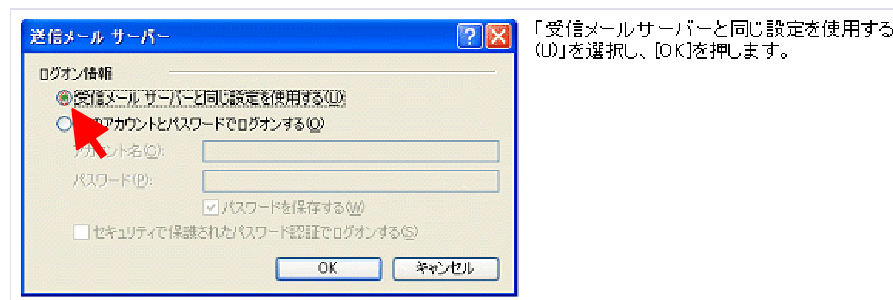 送信メール サーバー
ログオン情報
受信メール サーバーと同じ設定を使用する(U)
のアカウントとパスワードでログオンする(O)
アカウント名(C):
パスワード(P):
パスワードを保存する(W)
セキュリティで保護されたパスワード認証でログオンする(S)
OK
キャンセル
「受信メールサーバーと同じ設定を使用する
(U)」を選択し、[OK]を押します。